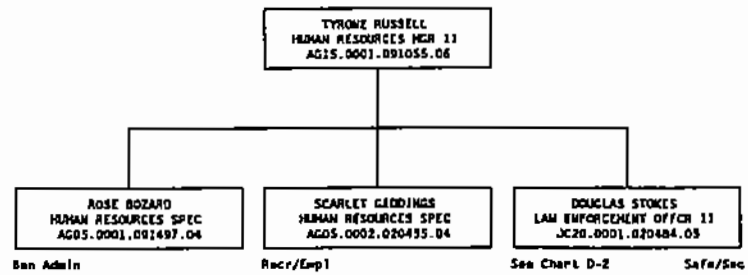 TYRONE RUSSELL
HUMAN RESOURCES MGR II
AG15.0001.091055.06
ROSE BOZARD
HUMAN RESOURCES SPEC
AG05.0001.091497.04
SCARLET GIDDINGS
HUMAN RESOURCES SPEC
AG05.0002.020455.04
DOUGLAS STOKES
LAW ENFORCEMENT OFFCR II
JC20.0001.020484.05
Ben Admin
Recr/Empl
See Chart D-2 Safe/Sec